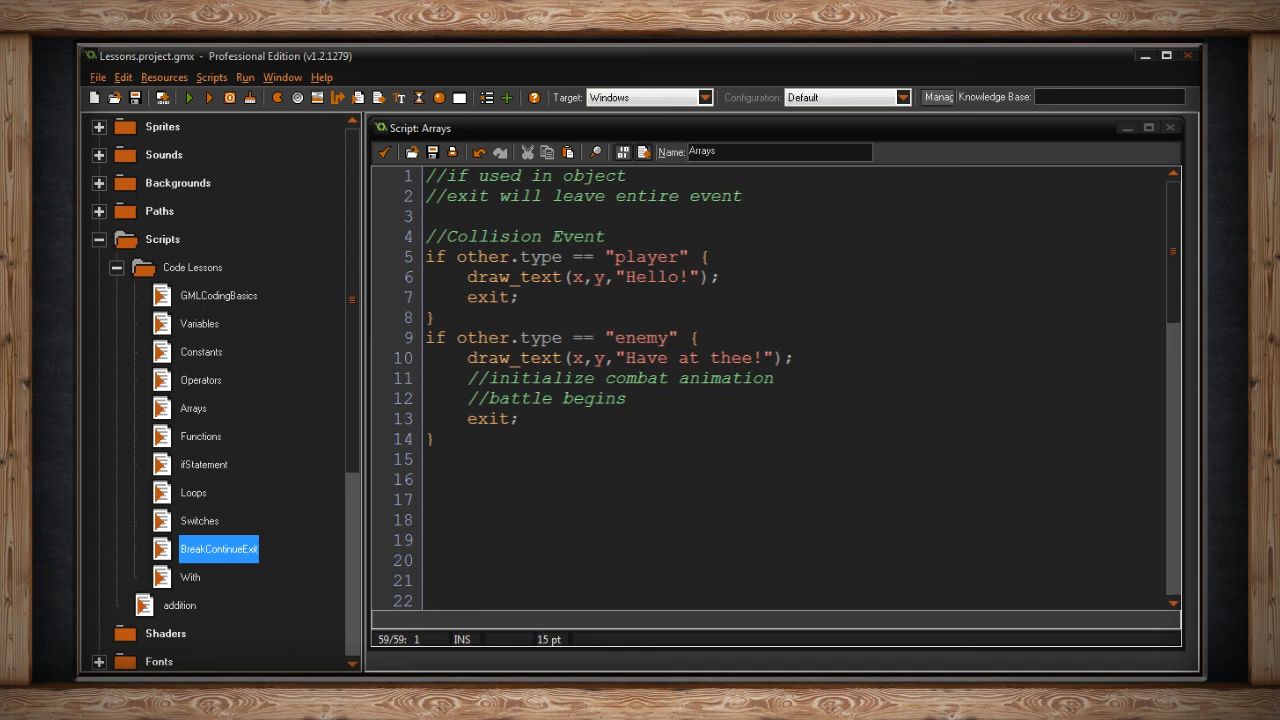 Lessons.project.gmx - Professional Edition (v1.2.1279)
File Edit Resources Scripts Run Window Help
Target: Windows Configuration: Default Manag Knowledge Base:
Sprites
Sounds
Backgrounds
Paths
Scripts
Code Lessons
GMLCodingBasics
Variables
Constants
Operators
Arrays
Functions
ifStatement
Loops
Switches
BreakContinueExit
With
addition
Shaders
Fonts
Script: Arrays
Name: Arrays
1 //if used in object
2 //exit will leave entire event
3
4 //Collision Event
5 if other.type == "player" {
6 draw_text(x,y,"Hello!");
7 exit;
8 }
9 if other.type == "enemy" {
10 draw_text(x,y,"Have at thee!");
11 //initialize combat animation
12 //battle begins
13 exit;
14 }
15
16
17
18
19
20
21
22
59/59: 1 INS 15 pt